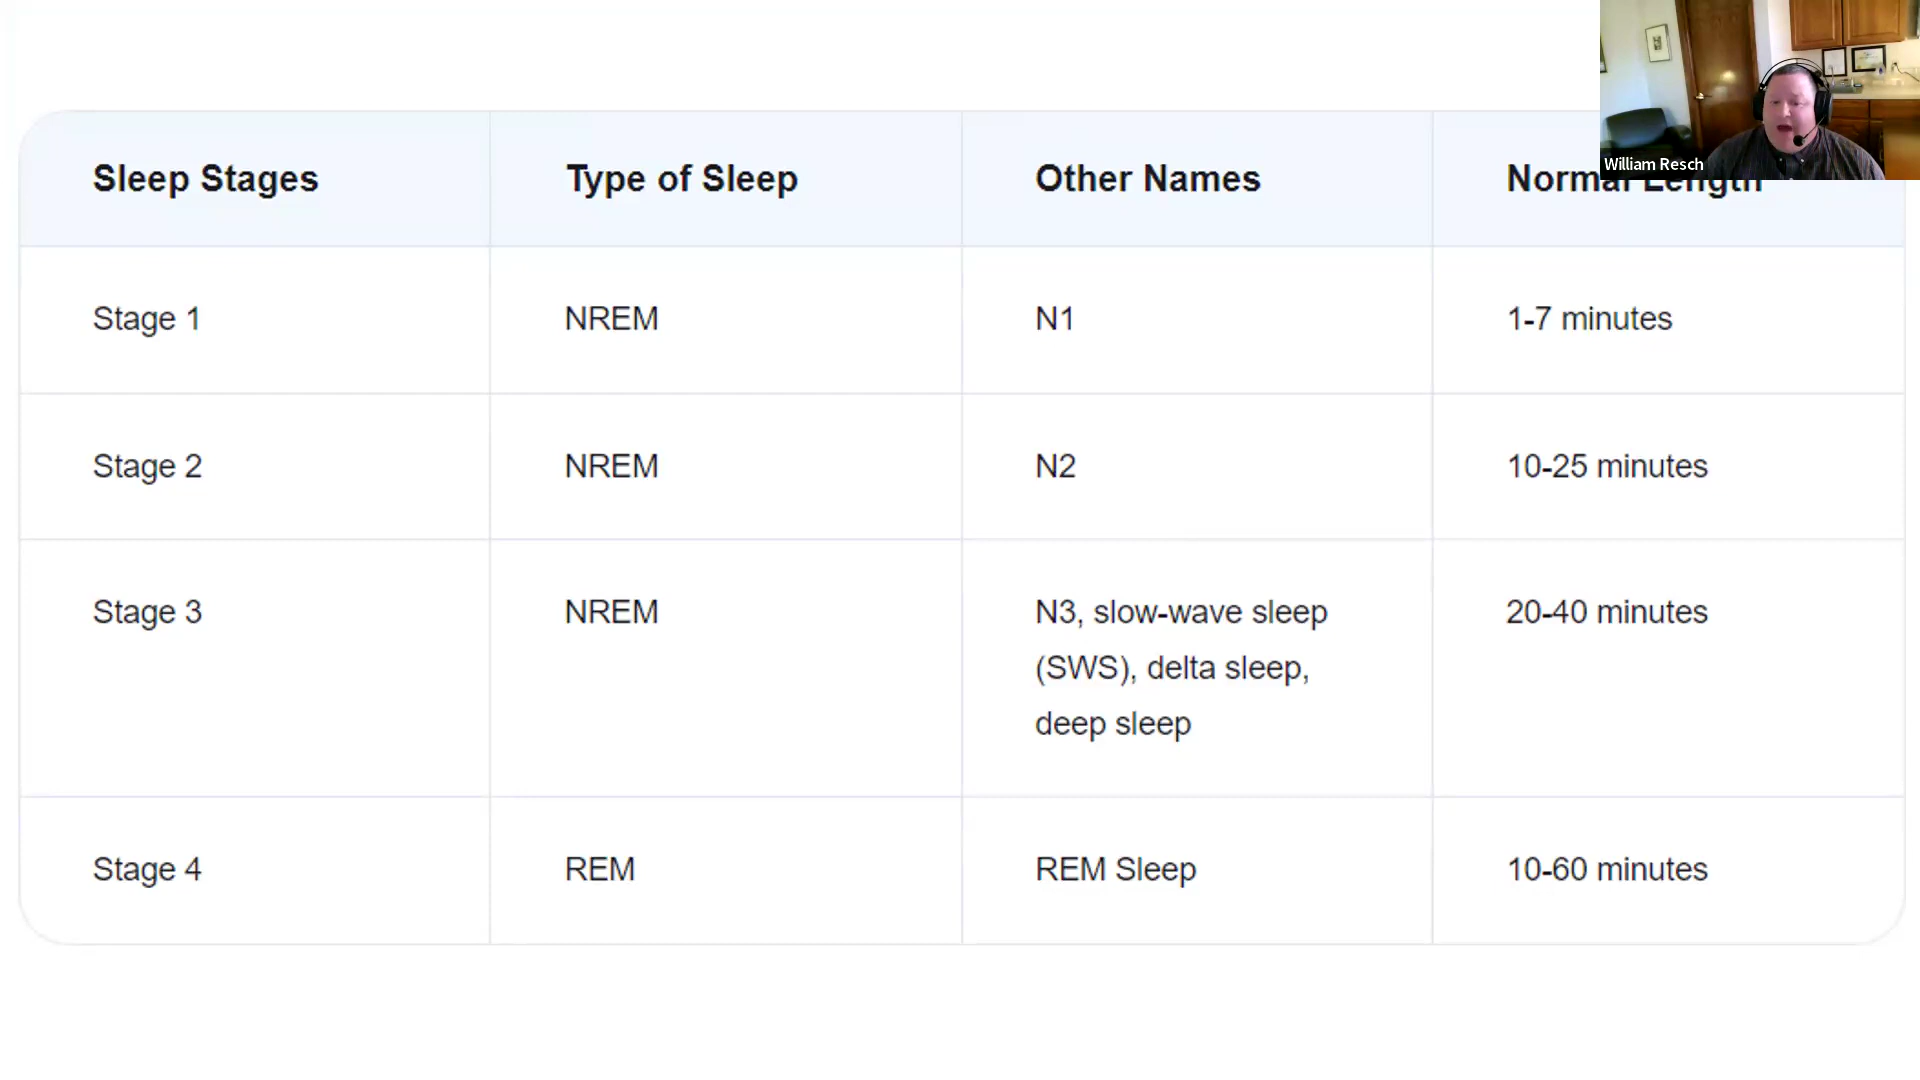 William Resch
Sleep Stages Type of Sleep Other Names Normal Length
Stage 1 NREM N1 1-7 minutes
Stage 2 NREM N2 10-25 minutes
Stage 3 NREM N3, slow-wave sleep 20-40 minutes
(SWS), delta sleep,
deep sleep
Stage 4 REM REM Sleep 10-60 minutes